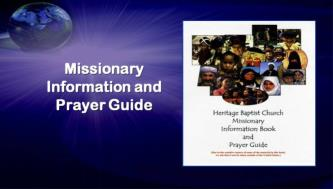 Missionary
Information and
Prayer Guide
Heritage Baptist Church
Missionary
Information Book
and
Prayer Guide